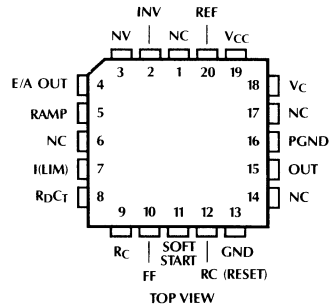 INV REF
NV NC VCC
3 2 1 20 19
E/A OUT 4 18 VC
RAMP 5 17 NC
NC 6 16 PGND
I(LIM) 7 15 OUT
RDCT 8 14 NC
9 10 11 12 13
RC SOFT START GND
FF RC (RESET)
TOP VIEW